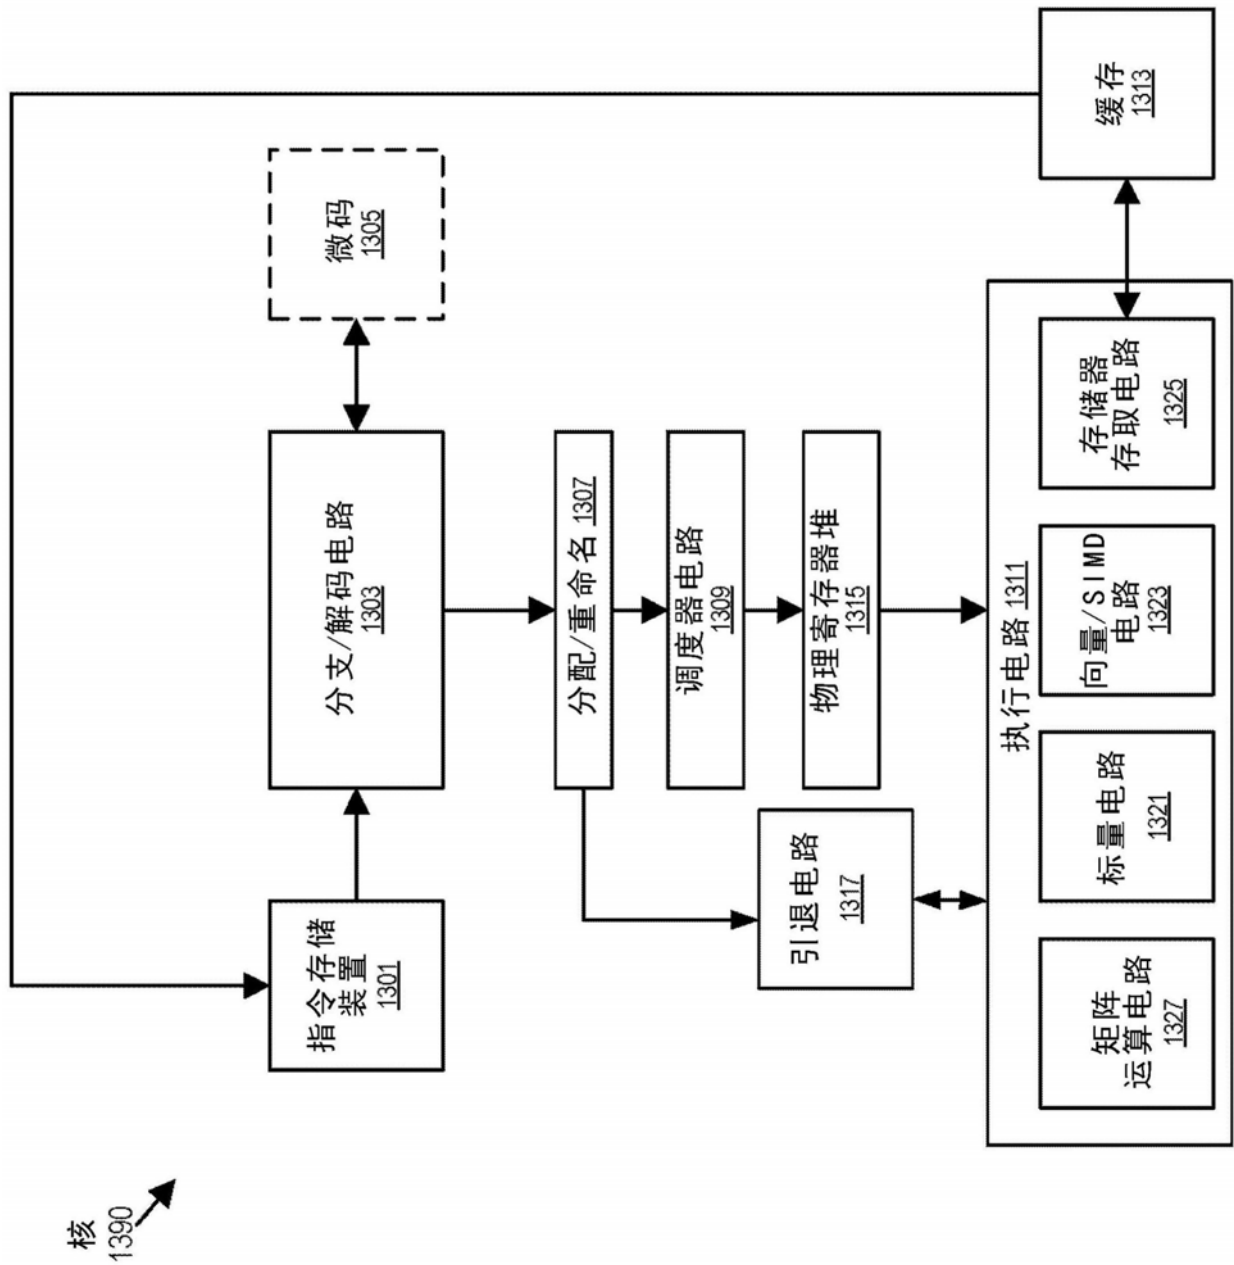 核
1390
指令存储
装置
1301
分支/解码电路
1303
微码
1305
分配/重命名 1307
调度器电路
1309
物理寄存器堆
1315
引退电路
1317
执行电路 1311
矩阵
运算电路
1327
标量电路
1321
向量/SIMD
电路
1323
存储器
存取电路
1325
缓存
1313